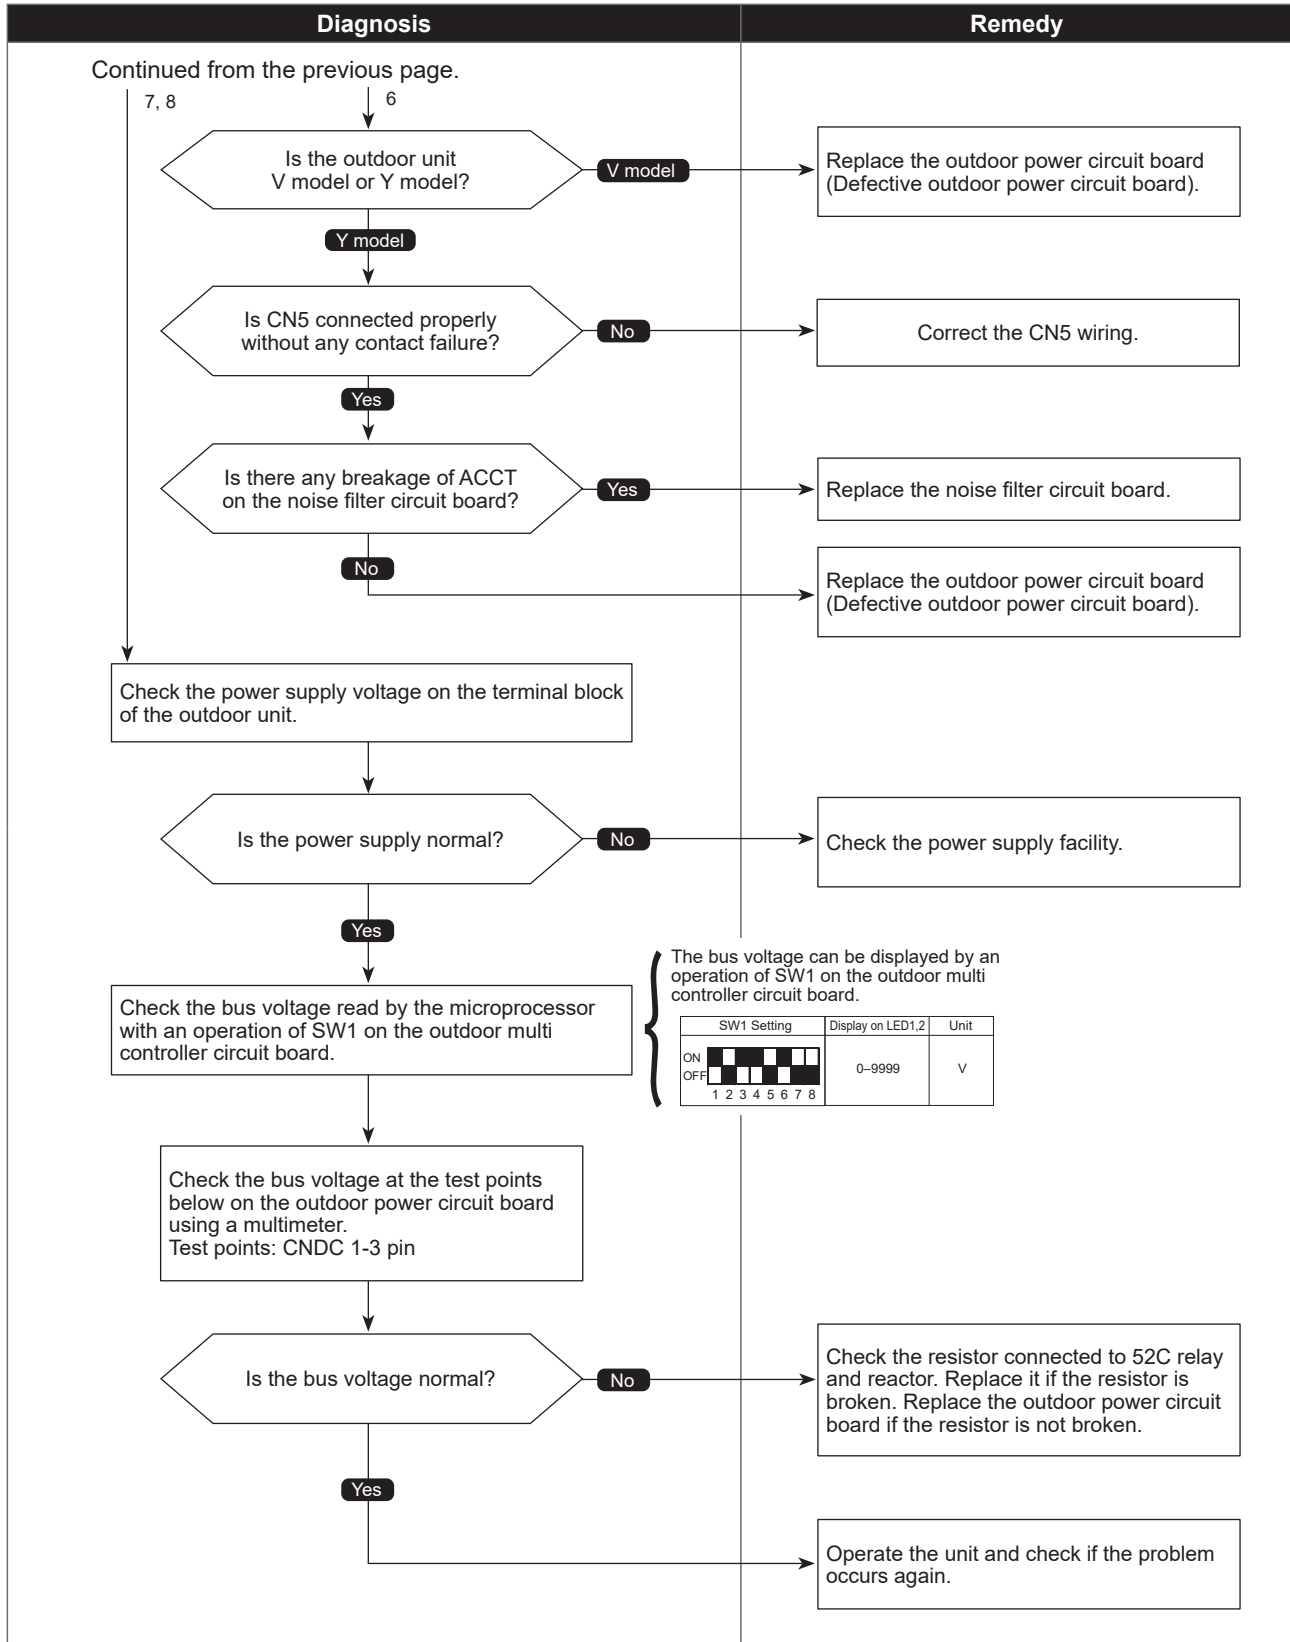 Diagnosis
Remedy
Continued from the previous page.
7, 8
6
Is the outdoor unit
V model or Y model?
V model
Replace the outdoor power circuit board
(Defective outdoor power circuit board).
Y model
Is CN5 connected properly
without any contact failure?
No
Correct the CN5 wiring.
Yes
Is there any breakage of ACCT
on the noise filter circuit board?
Yes
Replace the noise filter circuit board.
No
Replace the outdoor power circuit board
(Defective outdoor power circuit board).
Check the power supply voltage on the terminal block
of the outdoor unit.
Is the power supply normal?
No
Check the power supply facility.
Yes
Check the bus voltage read by the microprocessor
with an operation of SW1 on the outdoor multi
controller circuit board.
The bus voltage can be displayed by an
operation of SW1 on the outdoor multi
controller circuit board.
SW1 Setting
Display on LED1,2
Unit
ON
OFF
1 2 3 4 5 6 7 8
0–9999
V
Check the bus voltage at the test points
below on the outdoor power circuit board
using a multimeter.
Test points: CNDC 1-3 pin
Is the bus voltage normal?
No
Check the resistor connected to 52C relay
and reactor. Replace it if the resistor is
broken. Replace the outdoor power circuit
board if the resistor is not broken.
Yes
Operate the unit and check if the problem
occurs again.